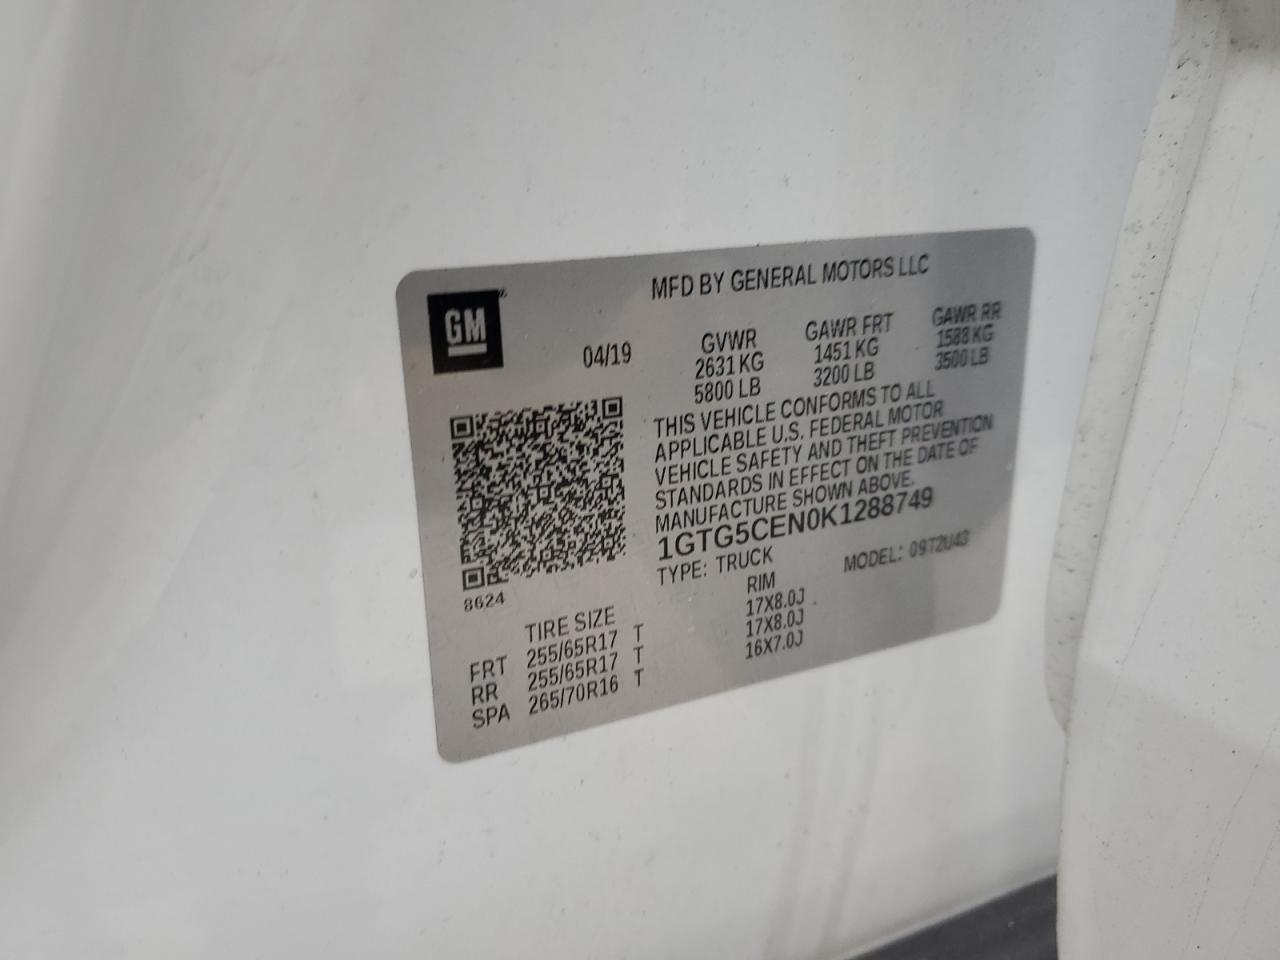 MFD BY GENERAL MOTORS LLC
GM
04/19
GVWR GAWR FRT GAWR RR
2631 KG 1451 KG 1588 KG
5800 LB 3200 LB 3500 LB
THIS VEHICLE CONFORMS TO ALL
APPLICABLE U.S. FEDERAL MOTOR
VEHICLE SAFETY AND THEFT PREVENTION
STANDARDS IN EFFECT ON THE DATE OF
MANUFACTURE SHOWN ABOVE.
1GTG5CEN0K1288749
TYPE: TRUCK MODEL: 09T2U43
8624
TIRE SIZE RIM
FRT 255/65R17 T 17X8.0J
RR 255/65R17 T 17X8.0J
SPA 265/70R16 T 16X7.0J